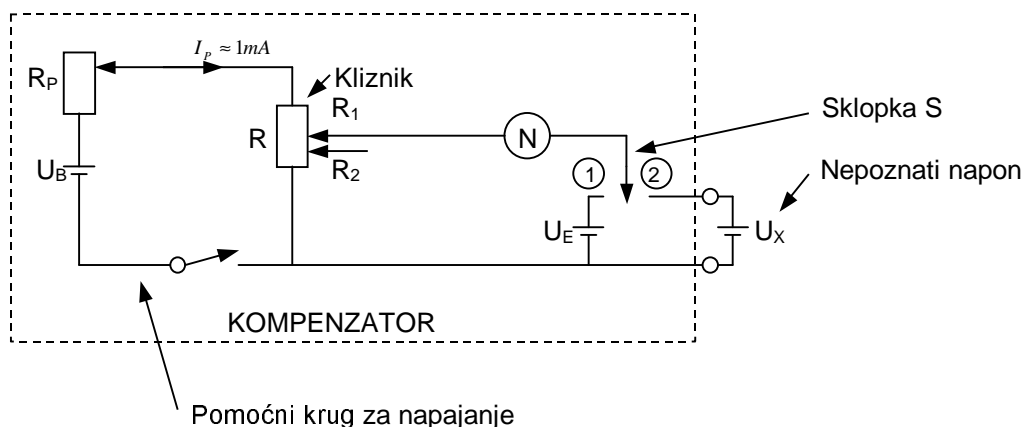 I_P ≈ 1mA
R_P
Kliznik
R_1
R
N
Sklopka S
R_2
U_B
1
2
Nepoznati napon
U_E
U_X
KOMPENZATOR
Pomoćni krug za napajanje